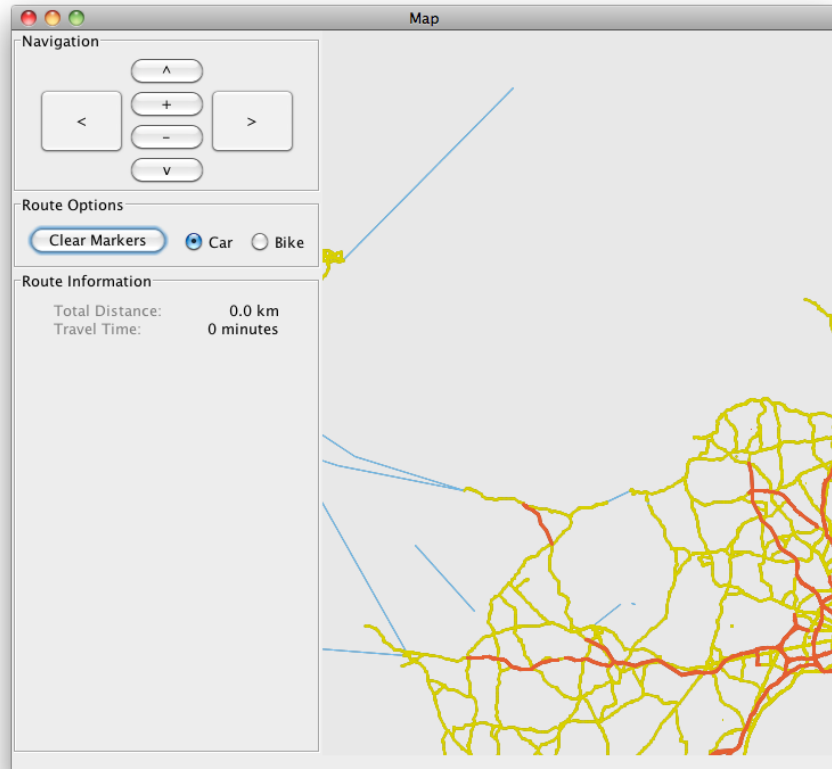 Map
Navigation
^
+
< >
-
v
Route Options
Clear Markers Car Bike
Route Information
Total Distance: 0.0 km
Travel Time: 0 minutes